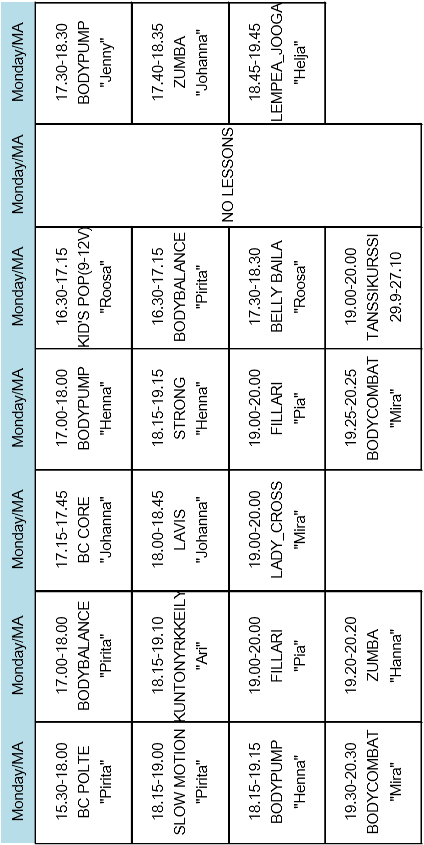 Monday/MA
Monday/MA
Monday/MA
Monday/MA
Monday/MA
Monday/MA
Monday/MA
15.30-18.00
BC POLTE
"Pirita"
17.00-18.00
BODYBALANCE
"Pirita"
17.15-17.45
BC CORE
"Johanna"
17.00-18.00
BODYPUMP
"Henna"
16.30-17.15
KID'S POP(9-12V)
"Roosa"
NO LESSONS
17.30-18.30
BODYPUMP
"Jenny"
18.15-19.00
SLOW MOTION
"Pirita"
18.15-19.10
KUNTONYRKKEILY
"Ari"
18.00-18.45
LAVIS
"Johanna"
18.15-19.15
STRONG
"Henna"
16.30-17.15
BODYBALANCE
"Pirita"
17.40-18.35
ZUMBA
"Johanna"
18.15-19.15
BODYPUMP
"Henna"
19.00-20.00
FILLARI
"Pia"
19.00-20.00
LADY_CROSS
"Mira"
19.00-20.00
FILLARI
"Pia"
17.30-18.30
BELLY BAILA
"Roosa"
18.45-19.45
LEMPEA_JOOGA
"Helja"
19.30-20.30
BODYCOMBAT
"Mira"
19.20-20.20
ZUMBA
"Hanna"
19.25-20.25
BODYCOMBAT
"Mira"
19.00-20.00
TANSSIKURSSI
29.9-27.10